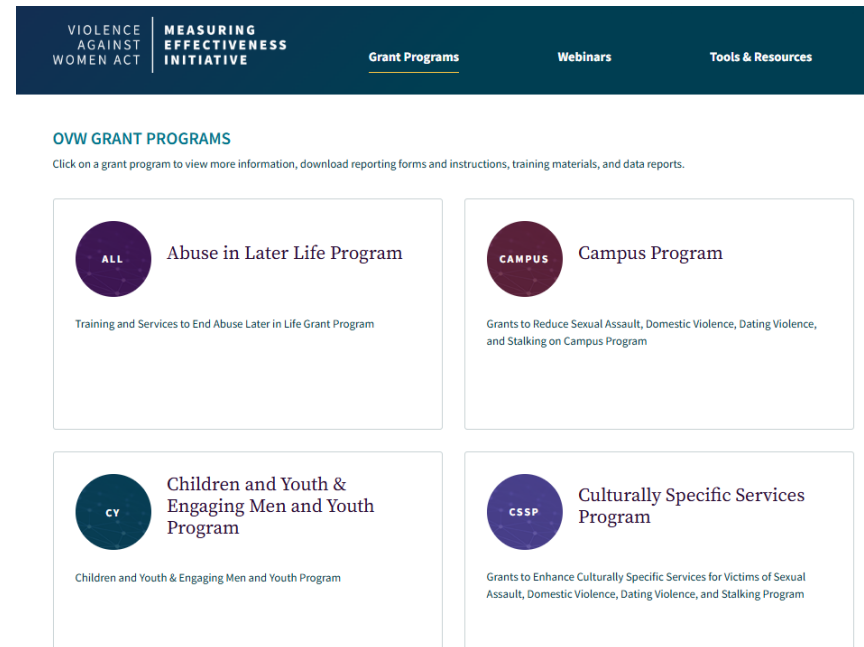 VIOLENCE
AGAINST
WOMEN ACT
MEASURING
EFFECTIVENESS
INITIATIVE
Grant Programs
Webinars
Tools & Resources
OVW GRANT PROGRAMS
Click on a grant program to view more information, download reporting forms and instructions, training materials, and data reports.
ALL
Abuse in Later Life Program
Training and Services to End Abuse Later in Life Grant Program
CAMPUS
Campus Program
Grants to Reduce Sexual Assault, Domestic Violence, Dating Violence,
and Stalking on Campus Program
CY
Children and Youth &
Engaging Men and Youth
Program
Children and Youth & Engaging Men and Youth Program
CSSP
Culturally Specific Services
Program
Grants to Enhance Culturally Specific Services for Victims of Sexual
Assault, Domestic Violence, Dating Violence, and Stalking Program